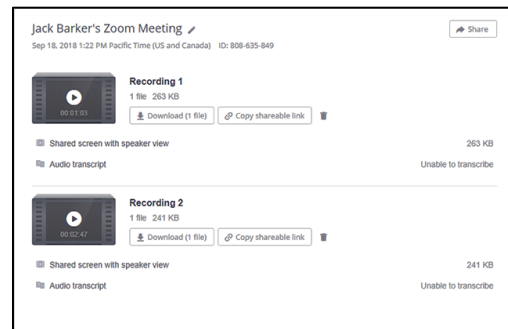 Jack Barker's Zoom Meeting
Share
Sep 18, 2018 1:22 PM Pacific Time (US and Canada) ID: 808-635-849
Recording 1
1 file 263 KB
00:01:03
Download (1 file) Copy shareable link
Shared screen with speaker view 263 KB
Audio transcript Unable to transcribe
Recording 2
1 file 241 KB
00:02:47
Download (1 file) Copy shareable link
Shared screen with speaker view 241 KB
Audio transcript Unable to transcribe